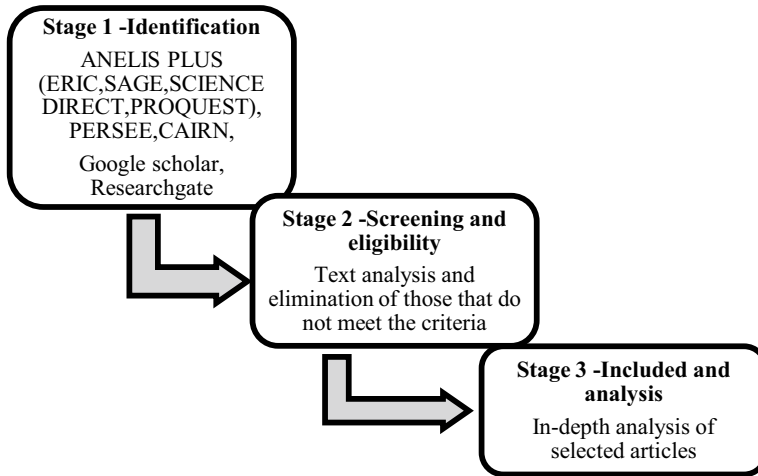 Stage 1 -Identification
ANELIS PLUS
(ERIC,SAGE,SCIENCE
DIRECT,PROQUEST),
PERSEE,CAIRN,
Google scholar,
Researchgate
Stage 2 -Screening and
eligibility
Text analysis and
elimination of those that do
not meet the criteria
Stage 3 -Included and
analysis
In-depth analysis of
selected articles